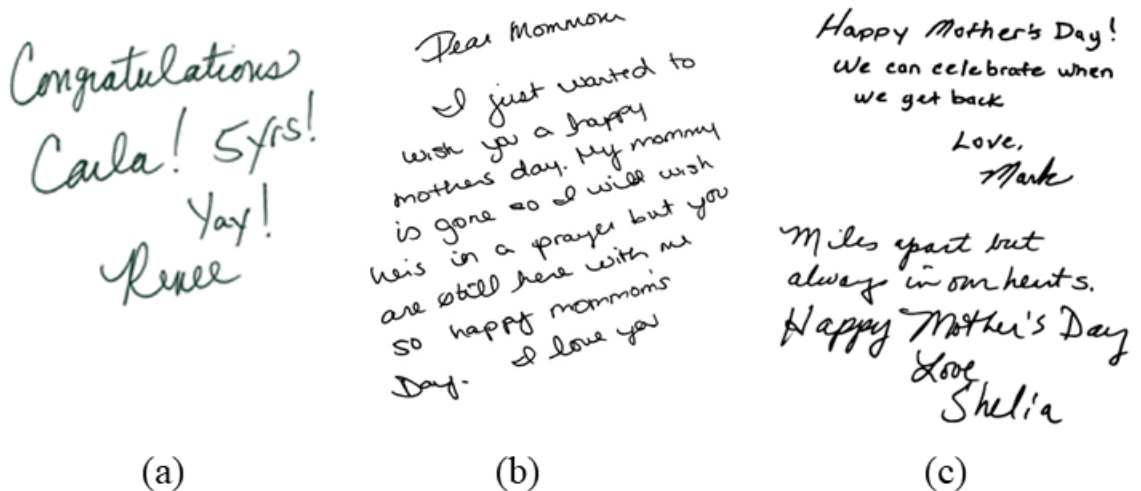 Congratulations
Carla! 5yrs!
Yay!
Renee
(a)
Dear Mommom
I just wanted to
wish you a happy
mothers day. My mommy
is gone so I will wish
heis in a prayer but you
are still here with me
so happy mommom's
Day. I love you
(b)
Happy Mother's Day!
We can celebrate when
we get back
Love,
Mark
Miles apart but
always in our hearts.
Happy Mother's Day
Love
Shelia
(c)